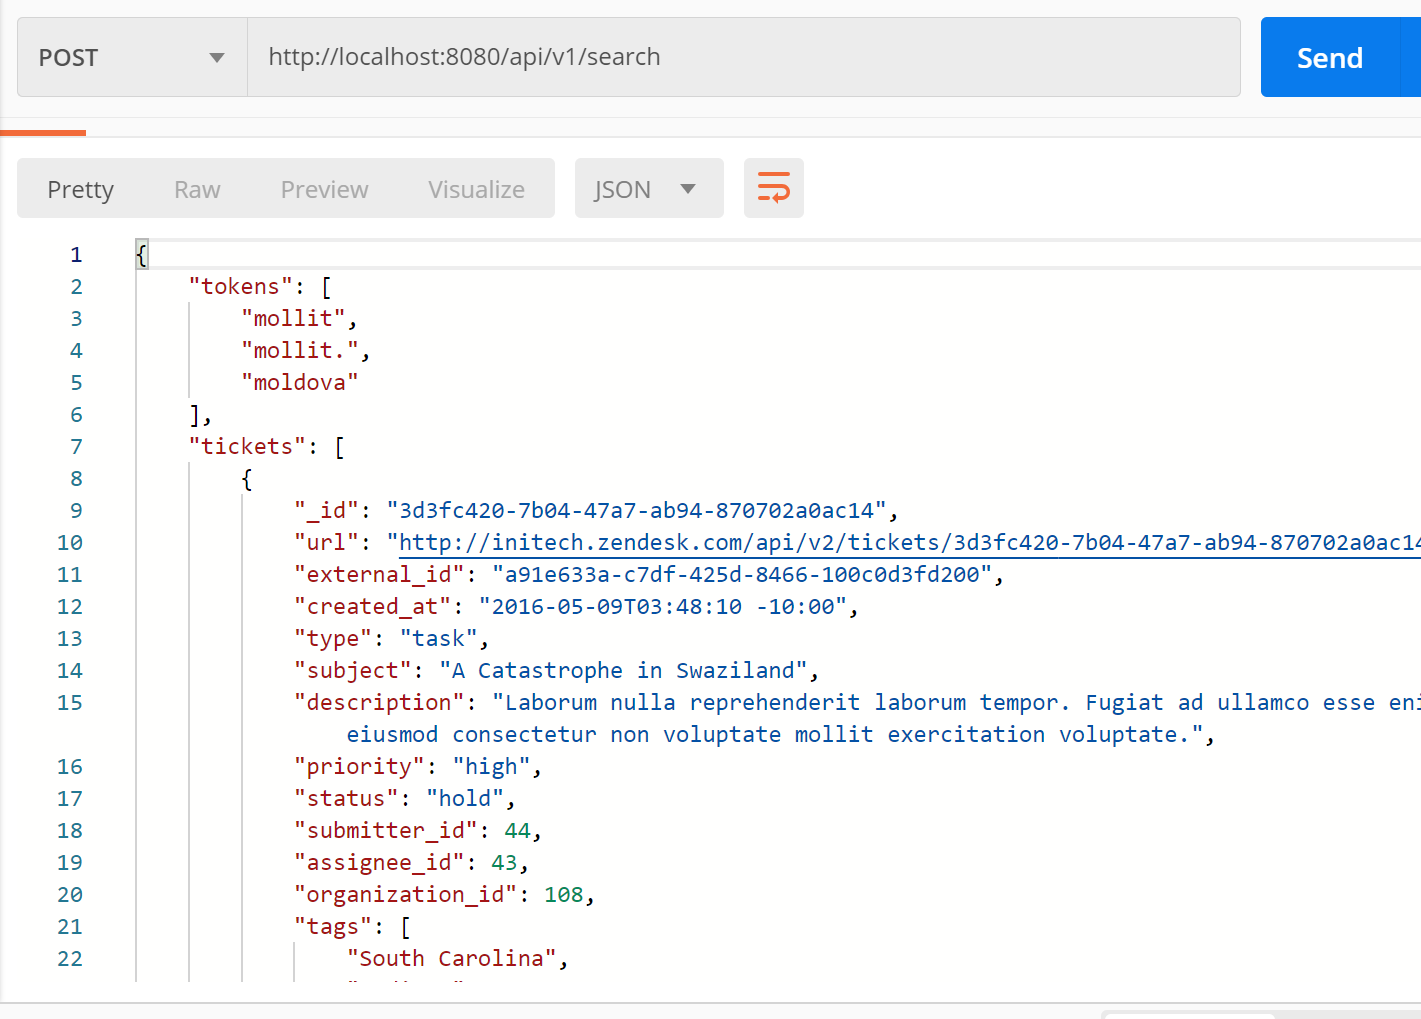 POST http://localhost:8080/api/v1/search Send
Pretty Raw Preview Visualize JSON
1 {
2 "tokens": [
3 "mollit",
4 "mollit.",
5 "moldova"
6 ],
7 "tickets": [
8 {
9 "_id": "3d3fc420-7b04-47a7-ab94-870702a0ac14",
10 "url": "http://initech.zendesk.com/api/v2/tickets/3d3fc420-7b04-47a7-ab94-870702a0ac14
11 "external_id": "a91e633a-c7df-425d-8466-100c0d3fd200",
12 "created_at": "2016-05-09T03:48:10 -10:00",
13 "type": "task",
14 "subject": "A Catastrophe in Swaziland",
15 "description": "Laborum nulla reprehenderit laborum tempor. Fugiat ad ullamco esse eni
eiusmod consectetur non voluptate mollit exercitation voluptate.",
16 "priority": "high",
17 "status": "hold",
18 "submitter_id": 44,
19 "assignee_id": 43,
20 "organization_id": 108,
21 "tags": [
22 "South Carolina",